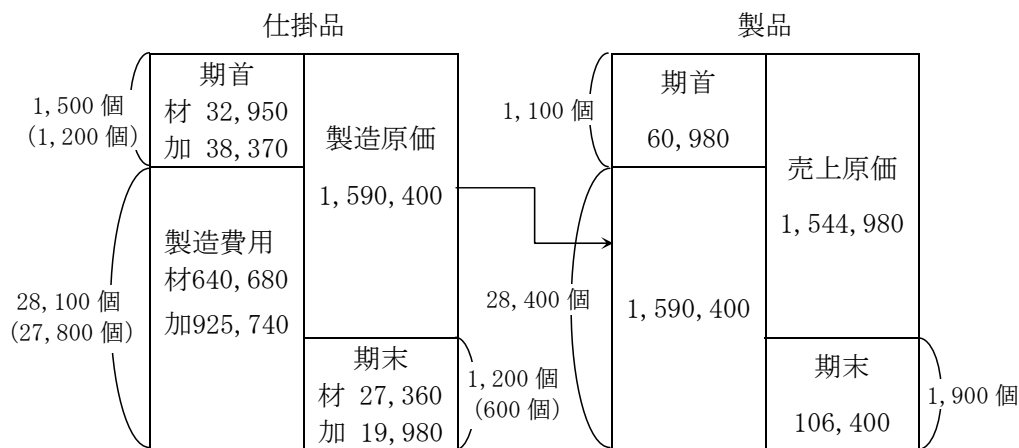 仕掛品
1,500 個
(1,200 個)
期首
材 32,950
加 38,370
製造原価
1,590,400
28,100 個
(27,800 個)
製造費用
材640,680
加925,740
期末
材 27,360
加 19,980
1,200 個
(600 個)
製品
1,100 個
期首
60,980
売上原価
1,544,980
28,400 個
1,590,400
期末
106,400
1,900 個